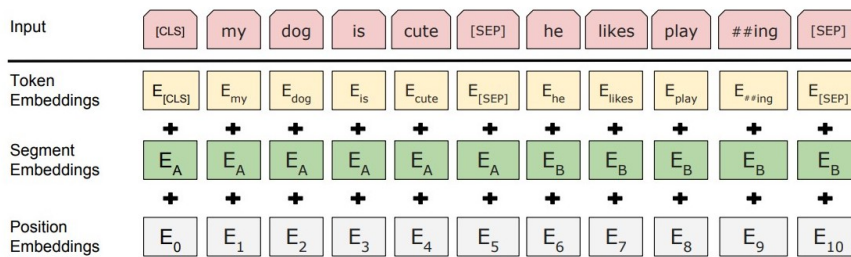 Input [CLS] my dog is cute [SEP] he likes play ##ing [SEP]
Token Embeddings E[CLS] Emy Edog Eis Ecute E[SEP] Ehe Elikes Eplay E##ing E[SEP]
+ + + + + + + + + + +
Segment Embeddings EA EA EA EA EA EA EB EB EB EB EB
+ + + + + + + + + + +
Position Embeddings E0 E1 E2 E3 E4 E5 E6 E7 E8 E9 E10